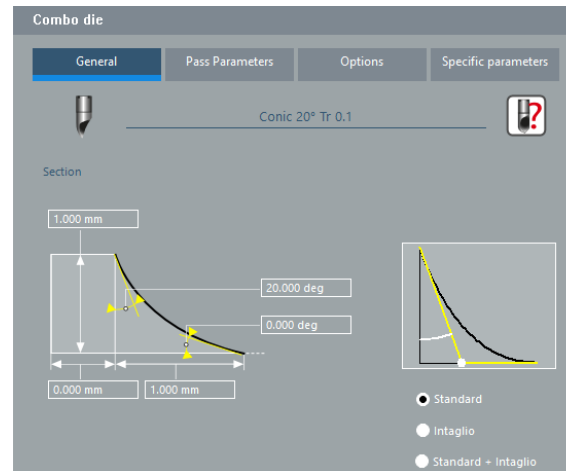 Combo die
General Pass Parameters Options Specific parameters
Conic 20° Tr 0.1
?
Section
1.000 mm
20.000 deg
0.000 deg
0.000 mm 1.000 mm
Standard
Intaglio
Standard + Intaglio